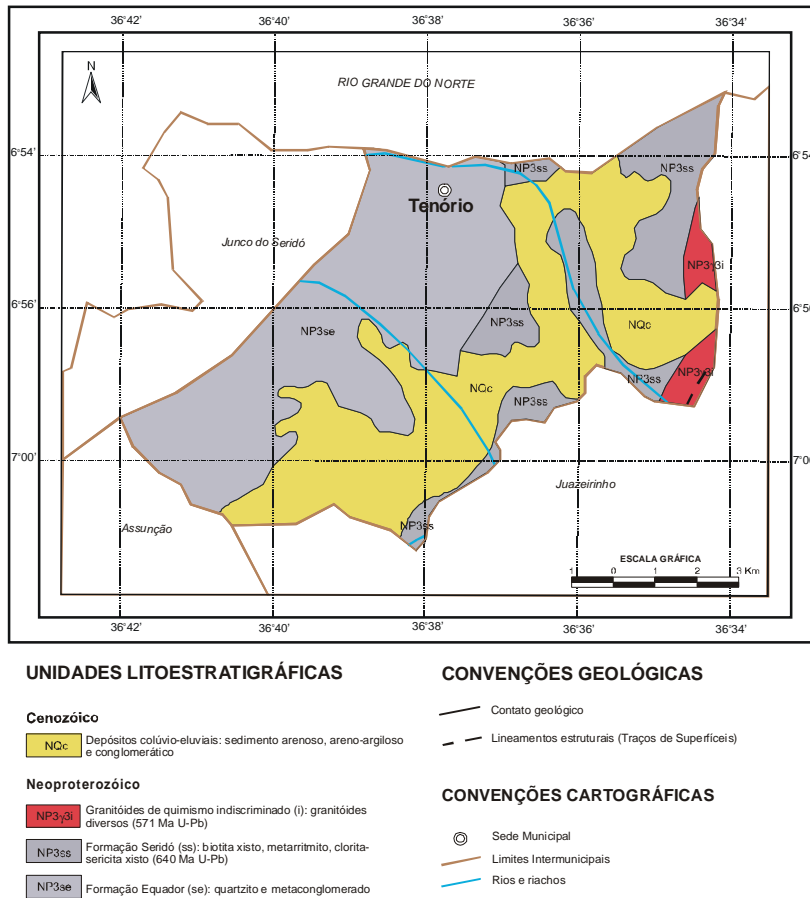 36°42' 36°40' 36°38' 36°36' 36°34'
N
RIO GRANDE DO NORTE
6°54' 6°54
NP3ss NP3ss
Tenório
Junco do Seridó
NP3γ3i
6°56'
NP3ss NQc
NP3se
NQc NP3ss NP3γ3i
NP3ss
7°00' 7°00
Juazeirinho
Assunção NP3ss
ESCALA GRÁFICA
1 0 1 2 3 Km
36°42' 36°40' 36°38' 36°36' 36°34'
UNIDADES LITOESTRATIGRÁFICAS
Cenozóico
NQc Depósitos colúvio-eluviais: sedimento arenoso, areno-argiloso
e conglomerático
Neoproterozóico
NP3γ3i Granitóides de quimismo indiscriminado (i): granitóides
diversos (571 Ma U-Pb)
NP3ss Formação Seridó (ss): biotita xisto, metarritmito, clorita-
sericita xisto (640 Ma U-Pb)
NP3se Formação Equador (se): quartzito e metaconglomerado
CONVENÇÕES GEOLÓGICAS
Contato geológico
Lineamentos estruturais (Traços de Superfíceis)
CONVENÇÕES CARTOGRÁFICAS
Sede Municipal
Limites Intermunicipais
Rios e riachos